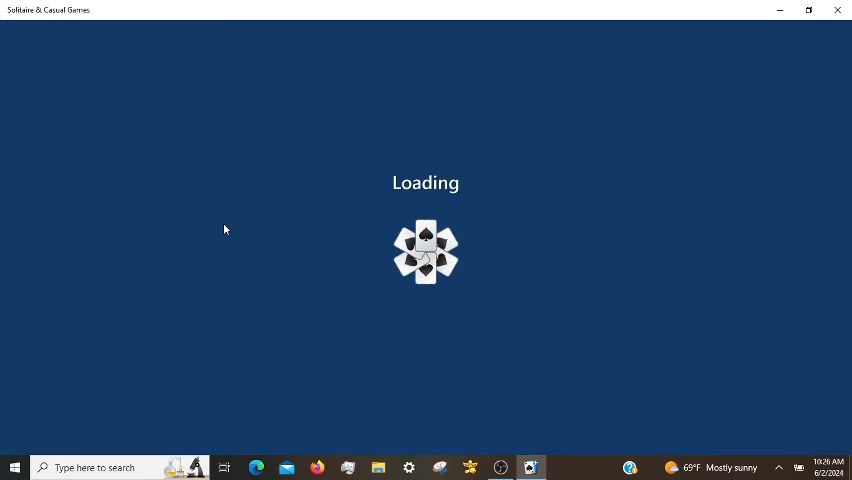 Solitaire & Casual Games
Loading
Type here to search
69°F Mostly sunny
10:26 AM
6/2/2024